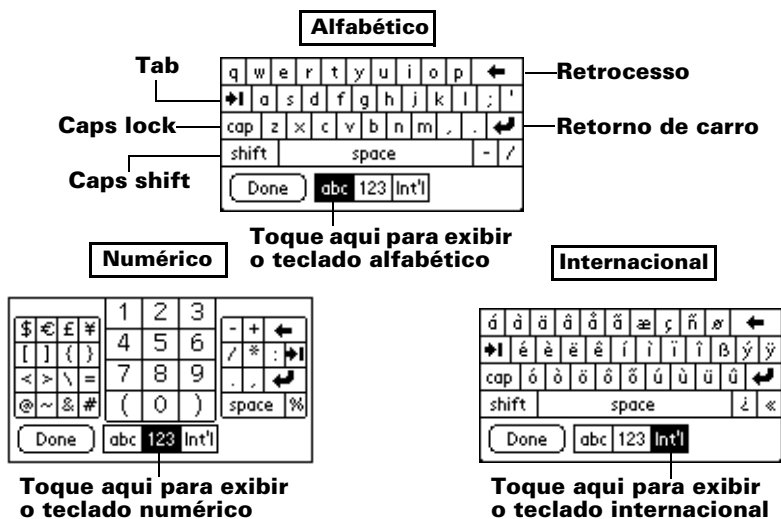 Alfabético
Tab
Caps lock
Caps shift
q w e r t y u i o p
a s d f g h j k l ; '
cap z x c v b n m , .
shift space - /
Done abc 123 Int'l
Retrocesso
Retorno de carro
Toque aqui para exibir
o teclado alfabético
Numérico
$ € £ ¥
[ ] { }
< > \ =
@ ~ & #
1 2 3
4 5 6
7 8 9
( 0 )
- +
/ * :
. ,
space %
Done abc 123 Int'l
Toque aqui para exibir
o teclado numérico
Internacional
á à ä â å ã æ ç ñ ø
é è ë ê í ì ï î ß ý ÿ
cap ó ò ö ô õ ú ù ü û
shift space ¿ «
Done abc 123 Int'l
Toque aqui para exibir
o teclado internacional